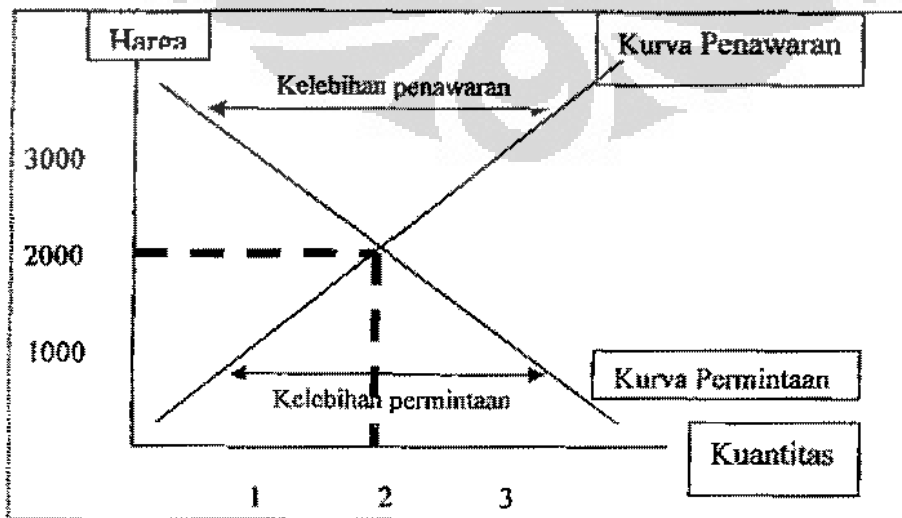 Harga
Kurva Penawaran
Kelebihan penawaran
3000
2000
1000
Kurva Permintaan
Kelebihan permintaan
Kuantitas
1 2 3